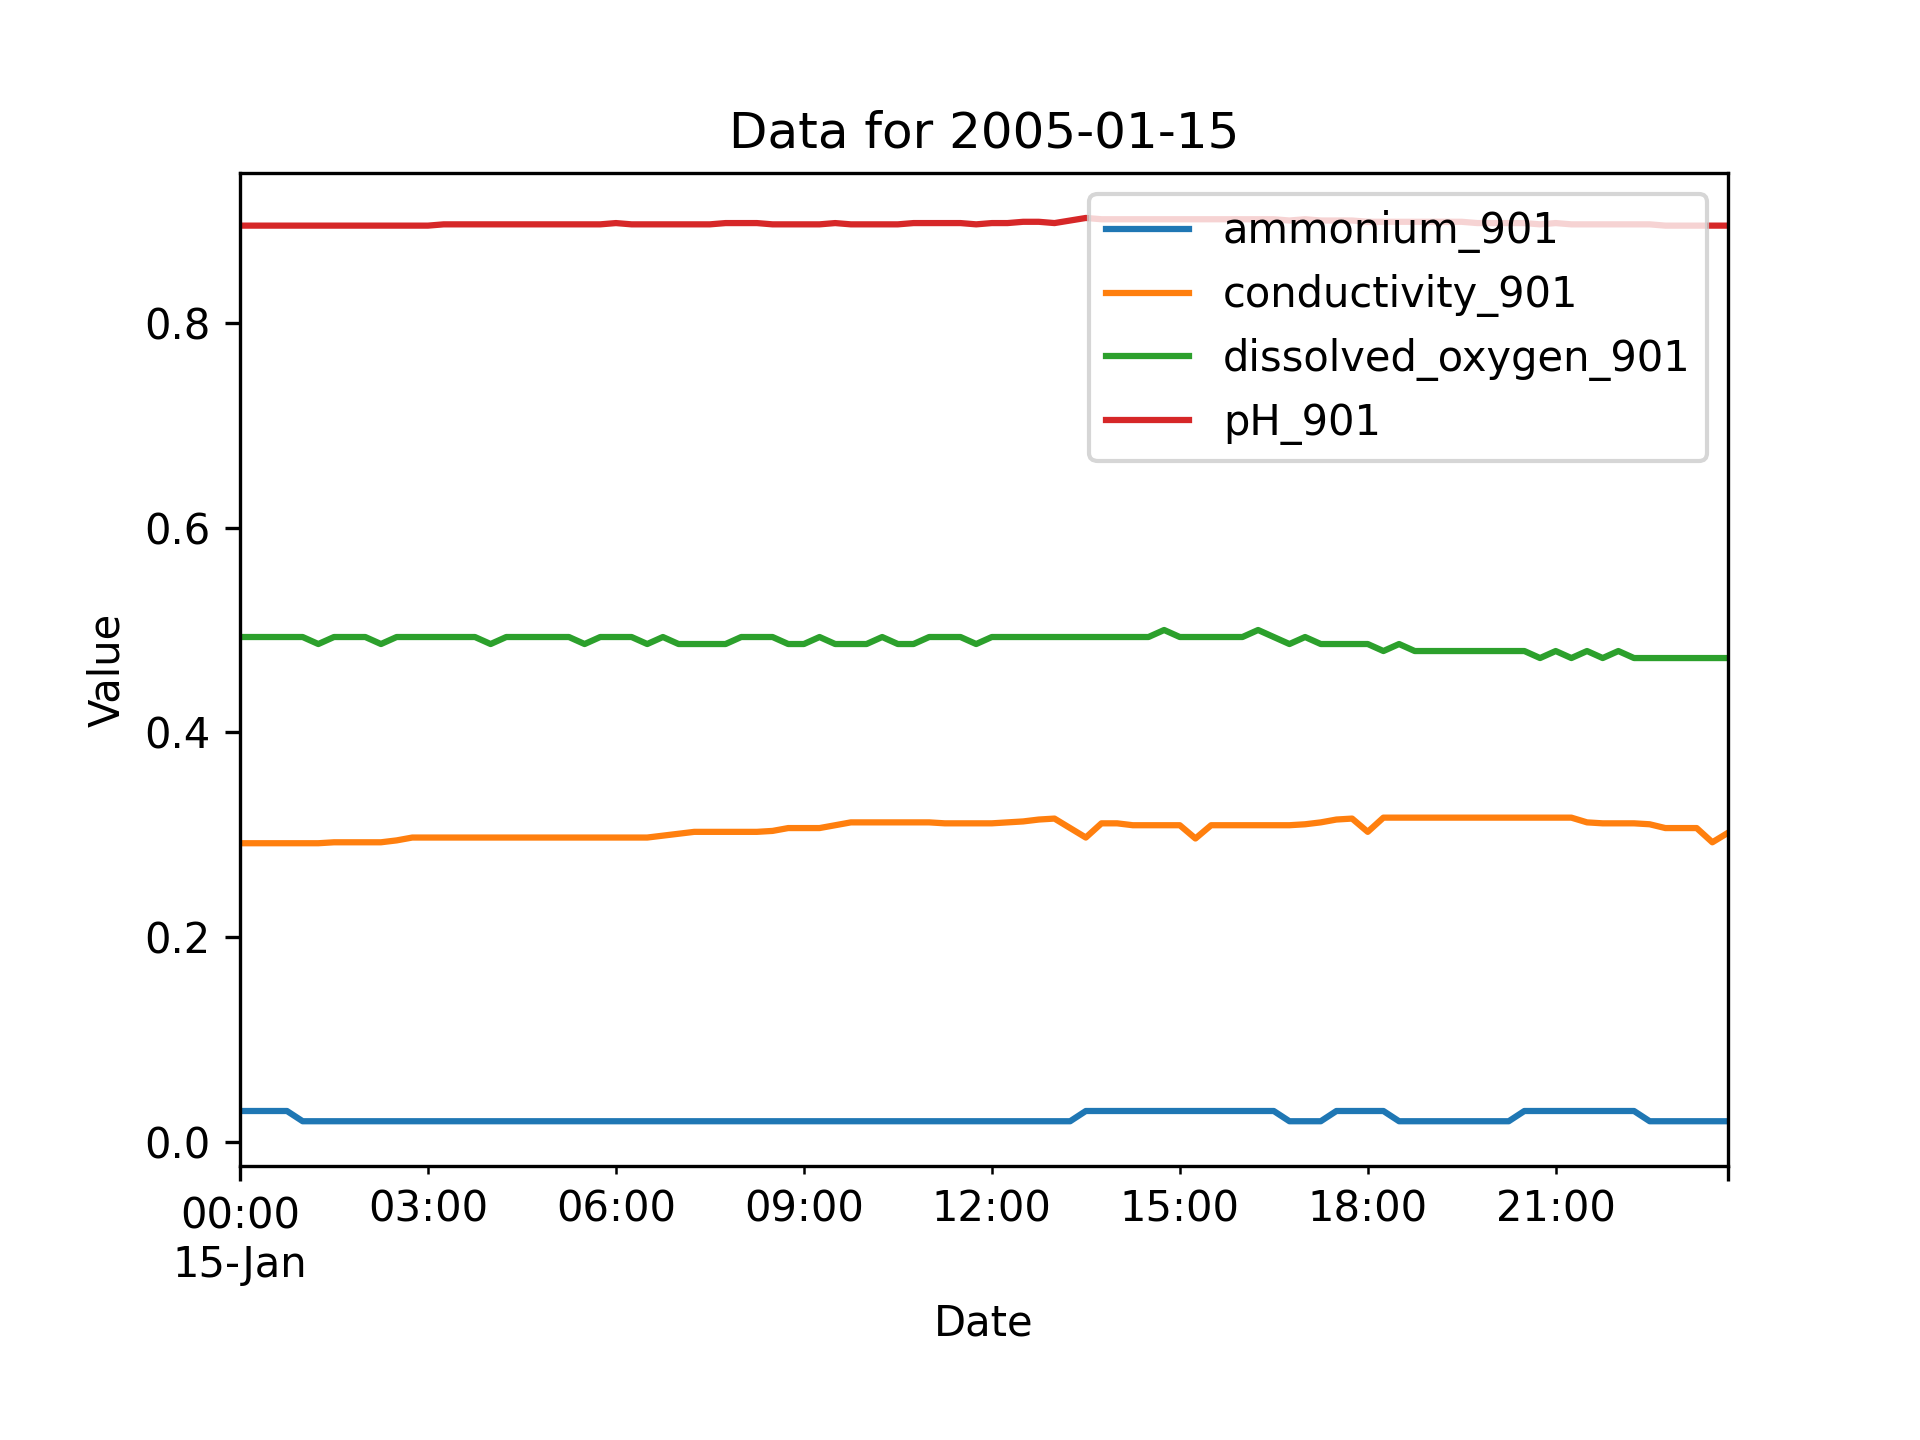 Data for 2005-01-15
ammonium_901
conductivity_901
dissolved_oxygen_901
pH_901
0.8
0.6
0.4
0.2
0.0
Value
00:00 03:00 06:00 09:00 12:00 15:00 18:00 21:00
15-Jan
Date